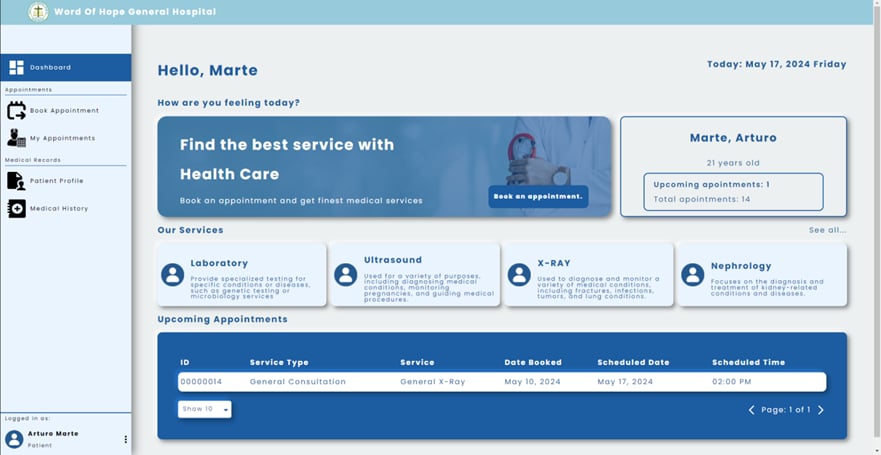 Word Of Hope General Hospital
Dashboard
Appointments
Book Appointment
My Appointments
Medical Records
Patient Profile
Medical History
Logged in as:
Arturo Marte
Patient
Hello, Marte
Today: May 17, 2024 Friday
How are you feeling today?
Find the best service with
Health Care
Book an appointment and get finest medical services
Book an appointment.
Marte, Arturo
21 years old
Upcoming apointments: 1
Total apointments: 14
Our Services
See all...
Laboratory
Provide specialized testing for
specific conditions or diseases,
such as genetic testing or
microbiology services
Ultrasound
Used for a variety of purposes,
including diagnosing medical
conditions, monitoring
pregnancies, and guiding medical
procedures.
X-RAY
Used to diagnose and monitor a
variety of medical conditions,
including fractures, infections,
tumors, and lung conditions.
Nephrology
Focuses on the diagnosis and
treatment of kidney-related
conditions and diseases.
Upcoming Appointments
ID Service Type Service Date Booked Scheduled Date Scheduled Time
00000014 General Consultation General X-Ray May 10, 2024 May 17, 2024 02:00 PM
Show 10
Page: 1 of 1